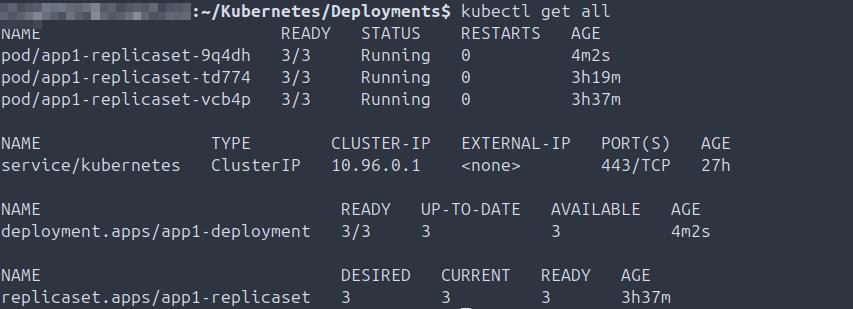 :~/Kubernetes/Deployments$ kubectl get all
NAME READY STATUS RESTARTS AGE
pod/app1-replicaset-9q4dh 3/3 Running 0 4m2s
pod/app1-replicaset-td774 3/3 Running 0 3h19m
pod/app1-replicaset-vcb4p 3/3 Running 0 3h37m
NAME TYPE CLUSTER-IP EXTERNAL-IP PORT(S) AGE
service/kubernetes ClusterIP 10.96.0.1 <none> 443/TCP 27h
NAME READY UP-TO-DATE AVAILABLE AGE
deployment.apps/app1-deployment 3/3 3 3 4m2s
NAME DESIRED CURRENT READY AGE
replicaset.apps/app1-replicaset 3 3 3 3h37m